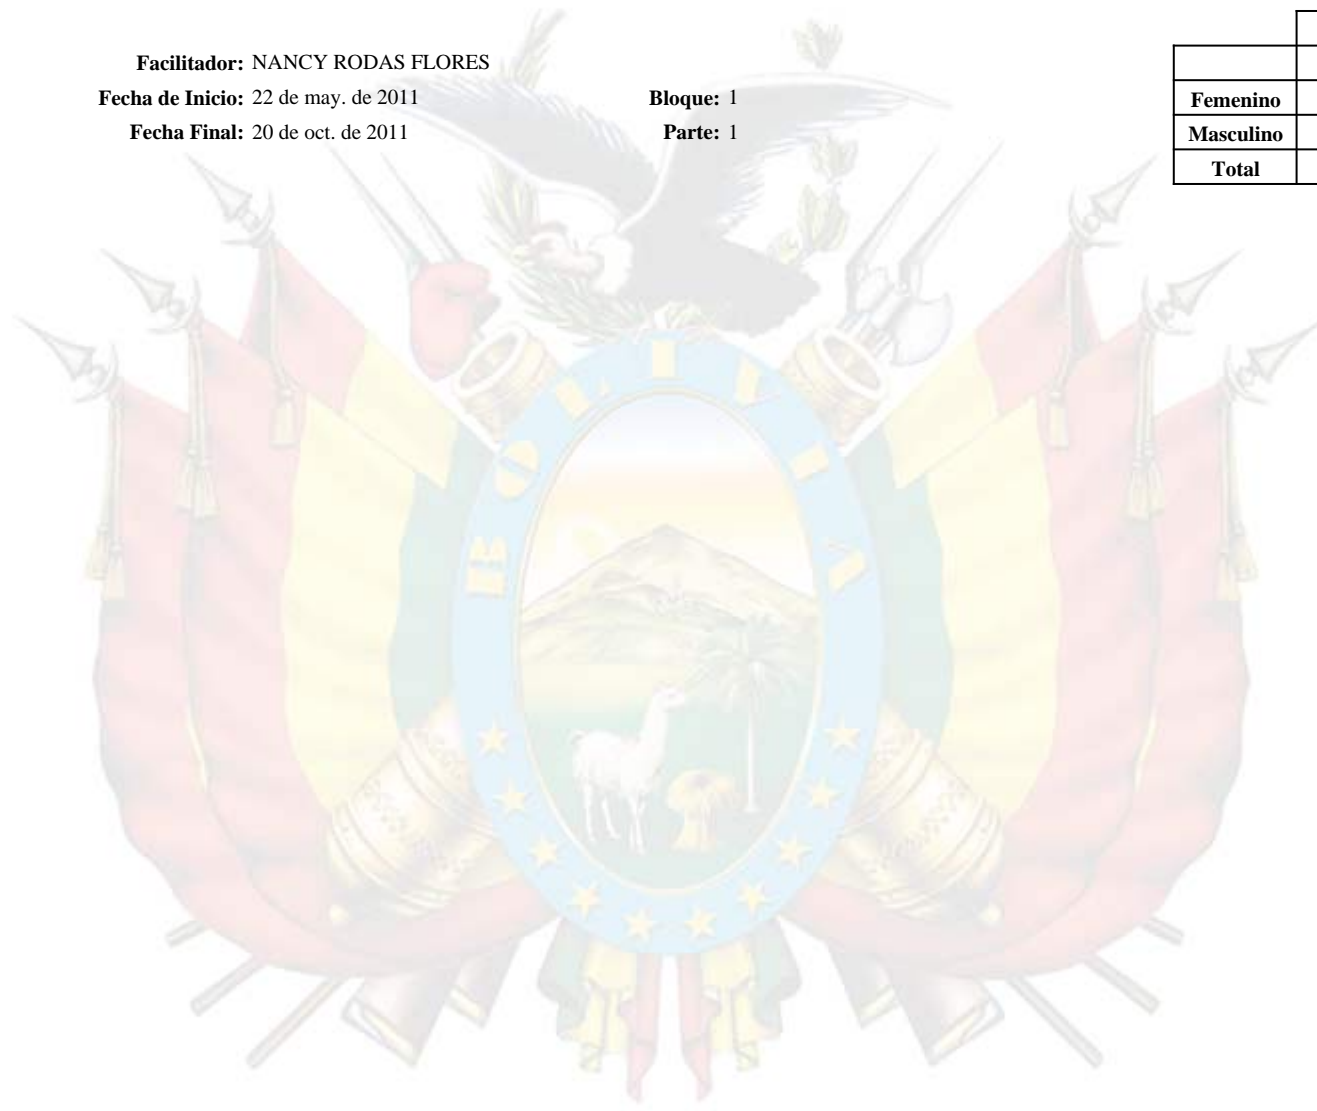 Facilitador: NANCY RODAS FLORES
Fecha de Inicio: 22 de may. de 2011 Bloque: 1
Fecha Final: 20 de oct. de 2011 Parte: 1
Femenino
Masculino
Total
BOLIVIA